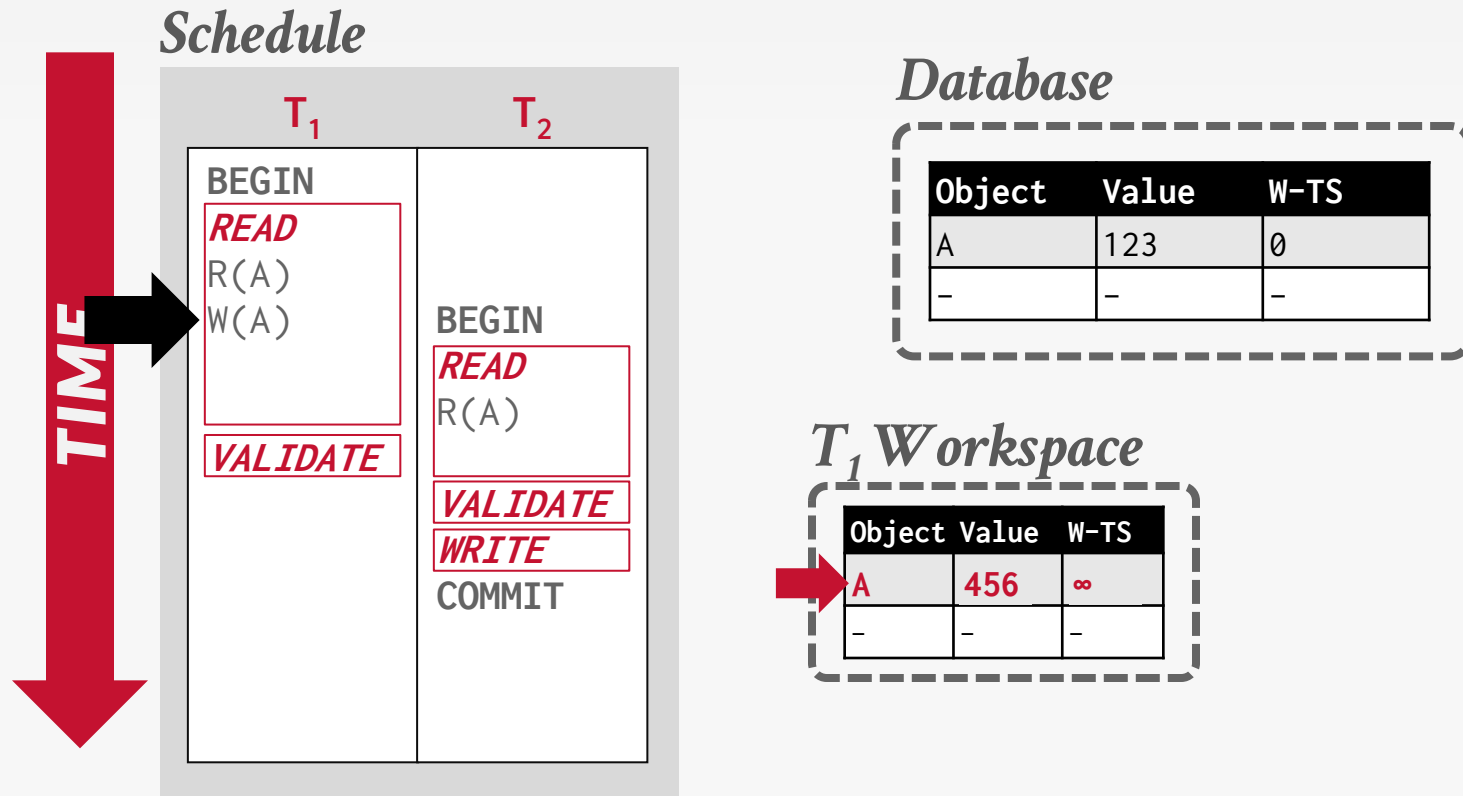 Schedule
TIME
T1 T2
BEGIN
READ
R(A)
W(A)
VALIDATE
BEGIN
READ
R(A)
VALIDATE
WRITE
COMMIT
Database
Object Value W-TS
A 123 0
- - -
T1 Workspace
Object Value W-TS
A 456 ∞
- - -